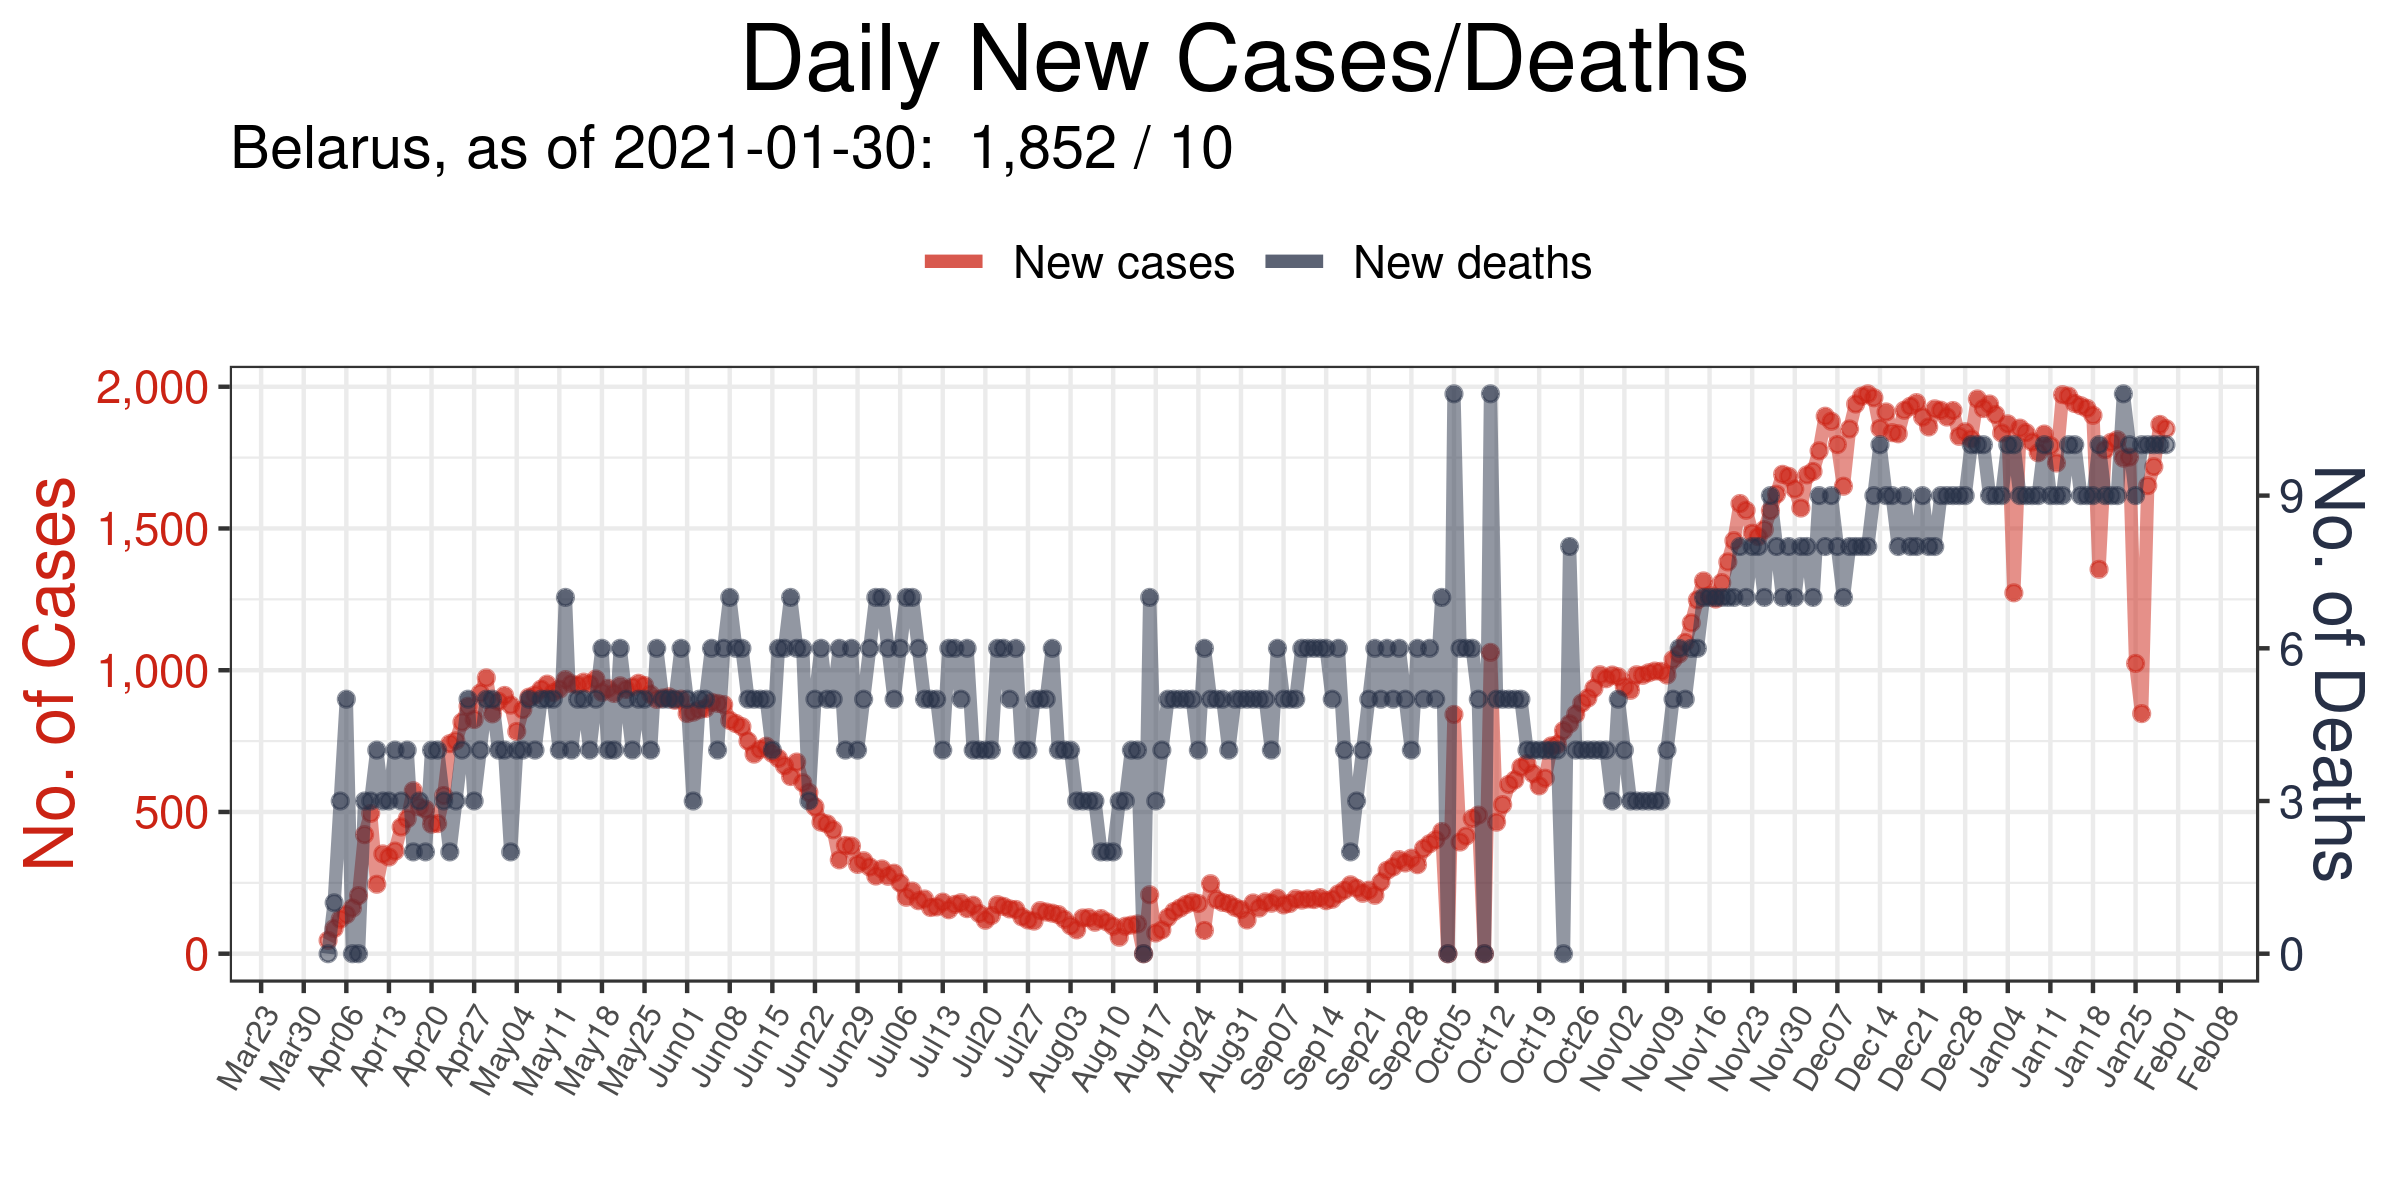 Daily New Cases/Deaths
Belarus, as of 2021-01-30:  1,852 / 10
New cases New deaths
No. of Cases
2,000
1,500
1,000
500
0
9
6
3
0
No. of Deaths
Mar23 Mar30 Apr06 Apr13 Apr20 Apr27 May04 May11 May18 May25 Jun01 Jun08 Jun15 Jun22 Jun29 Jul06 Jul13 Jul20 Jul27 Aug03 Aug10 Aug17 Aug24 Aug31 Sep07 Sep14 Sep21 Sep28 Oct05 Oct12 Oct19 Oct26 Nov02 Nov09 Nov16 Nov23 Nov30 Dec07 Dec14 Dec21 Dec28 Jan04 Jan11 Jan18 Jan25 Feb01 Feb08